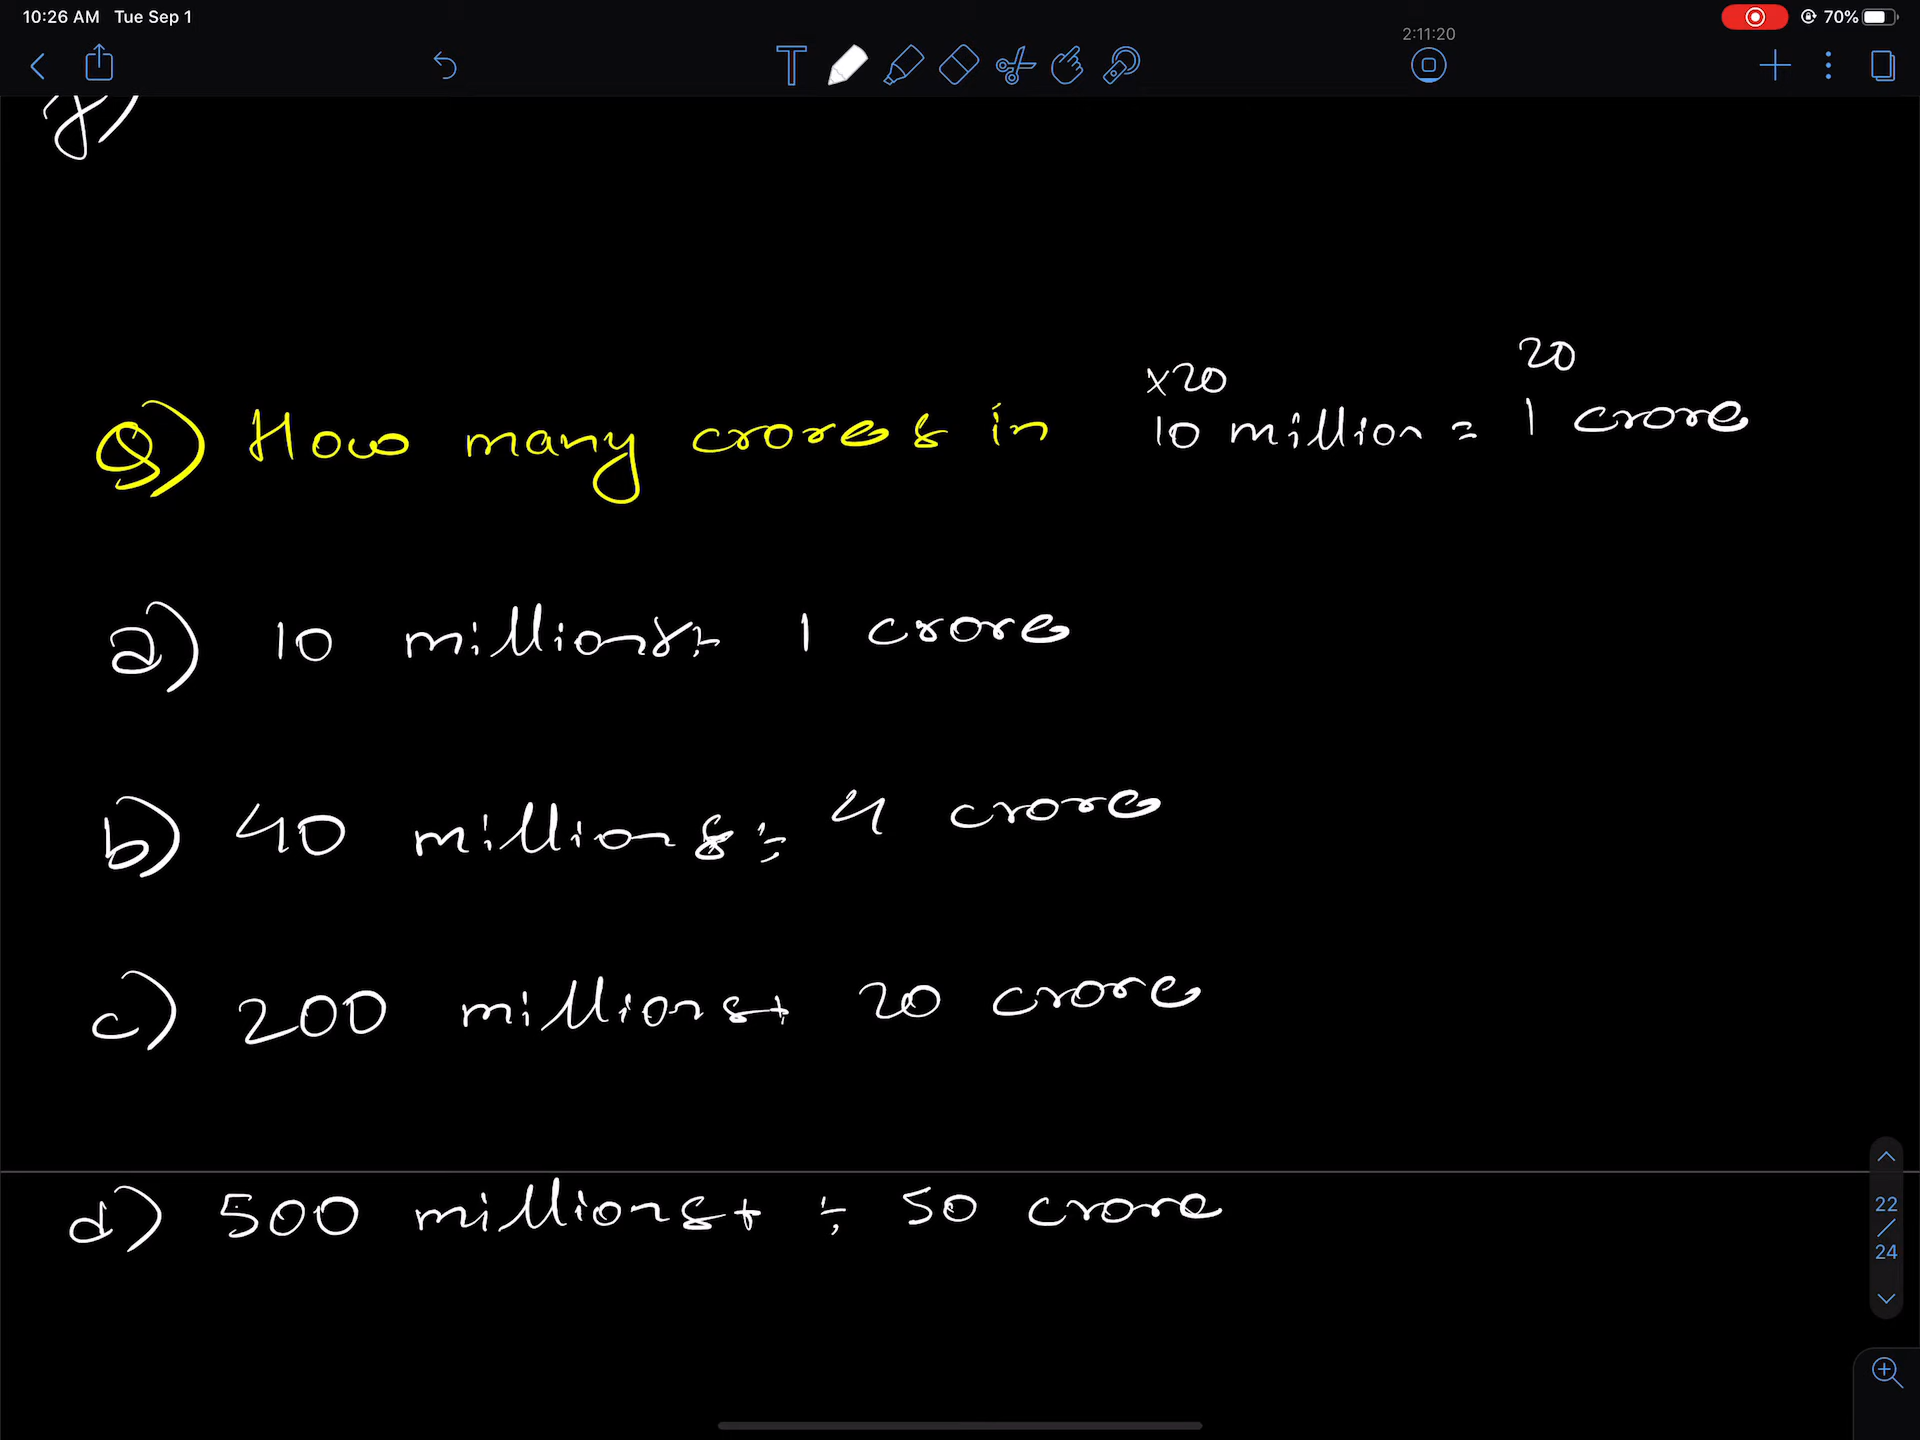 10:26 AM Tue Sep 1
70%
2:11:20
T
x20 20
Q) How many crores in 10 million = 1 crore
a) 10 millions = 1 crore
b) 40 millions = 4 crore
c) 200 millions = 20 crore
d) 500 millions = 50 crore
22
/
24